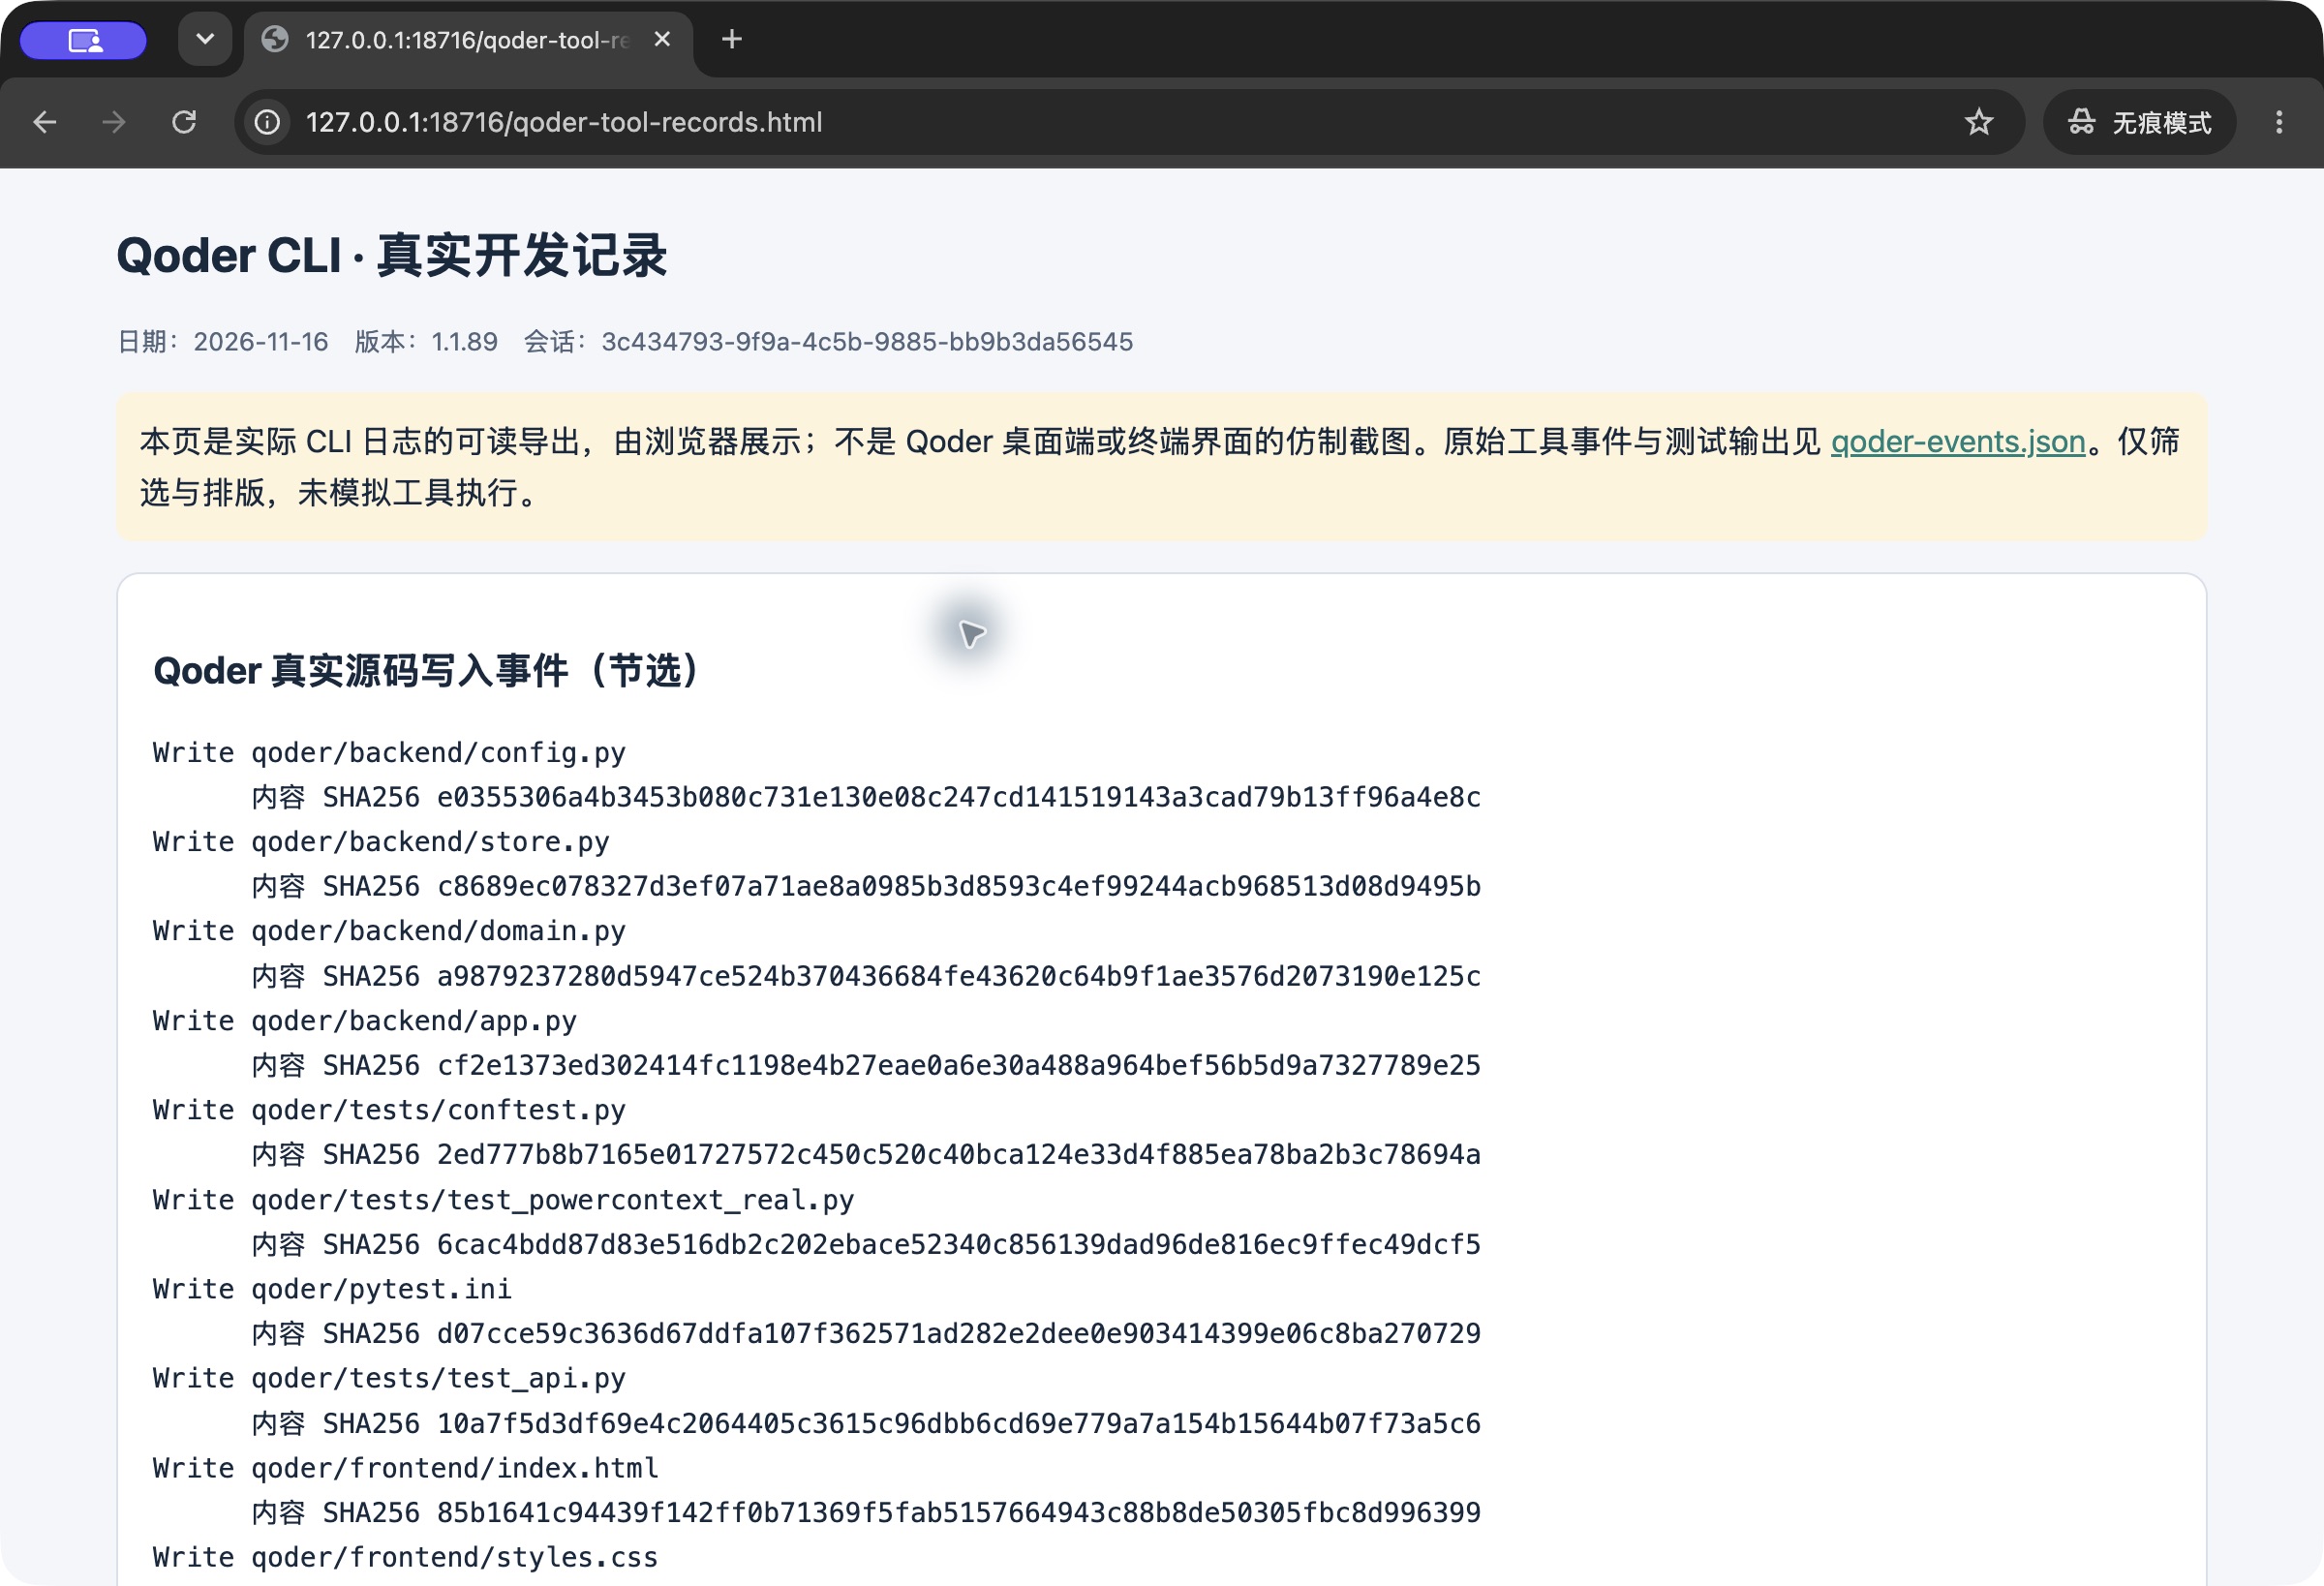 127.0.0.1:18716/qoder-tool-re
127.0.0.1:18716/qoder-tool-records.html
无痕模式
Qoder CLI · 真实开发记录
日期：2026-11-16 版本：1.1.89 会话：3c434793-9f9a-4c5b-9885-bb9b3da56545
本页是实际 CLI 日志的可读导出，由浏览器展示；不是 Qoder 桌面端或终端界面的仿制截图。原始工具事件与测试输出见 qoder-events.json。仅筛
选与排版，未模拟工具执行。
Qoder 真实源码写入事件（节选）
Write qoder/backend/config.py
内容 SHA256 e0355306a4b3453b080c731e130e08c247cd141519143a3cad79b13ff96a4e8c
Write qoder/backend/store.py
内容 SHA256 c8689ec078327d3ef07a71ae8a0985b3d8593c4ef99244acb968513d08d9495b
Write qoder/backend/domain.py
内容 SHA256 a9879237280d5947ce524b370436684fe43620c64b9f1ae3576d2073190e125c
Write qoder/backend/app.py
内容 SHA256 cf2e1373ed302414fc1198e4b27eae0a6e30a488a964bef56b5d9a7327789e25
Write qoder/tests/conftest.py
内容 SHA256 2ed777b8b7165e01727572c450c520c40bca124e33d4f885ea78ba2b3c78694a
Write qoder/tests/test_powercontext_real.py
内容 SHA256 6cac4bdd87d83e516db2c202ebace52340c856139dad96de816ec9ffec49dcf5
Write qoder/pytest.ini
内容 SHA256 d07cce59c3636d67ddfa107f362571ad282e2dee0e903414399e06c8ba270729
Write qoder/tests/test_api.py
内容 SHA256 10a7f5d3df69e4c2064405c3615c96dbb6cd69e779a7a154b15644b07f73a5c6
Write qoder/frontend/index.html
内容 SHA256 85b1641c94439f142ff0b71369f5fab5157664943c88b8de50305fbc8d996399
Write qoder/frontend/styles.css